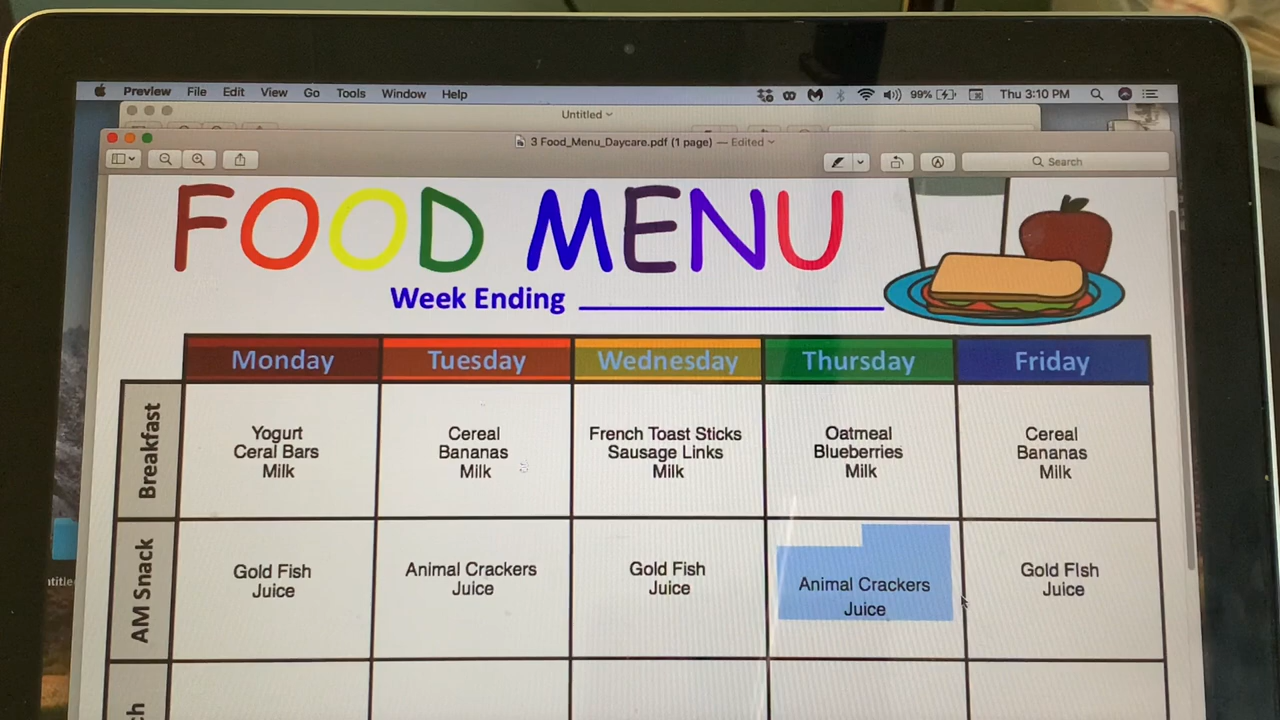 Preview File Edit View Go Tools Window Help 99% Thu 3:10 PM
Untitled
3 Food_Menu_Daycare.pdf (1 page) — Edited
Search
FOOD MENU
Week Ending
Monday Tuesday Wednesday Thursday Friday
Breakfast
Yogurt
Ceral Bars
Milk
Cereal
Bananas
Milk
French Toast Sticks
Sausage Links
Milk
Oatmeal
Blueberries
Milk
Cereal
Bananas
Milk
AM Snack
Gold Fish
Juice
Animal Crackers
Juice
Gold Fish
Juice
Animal Crackers
Juice
Gold FIsh
Juice